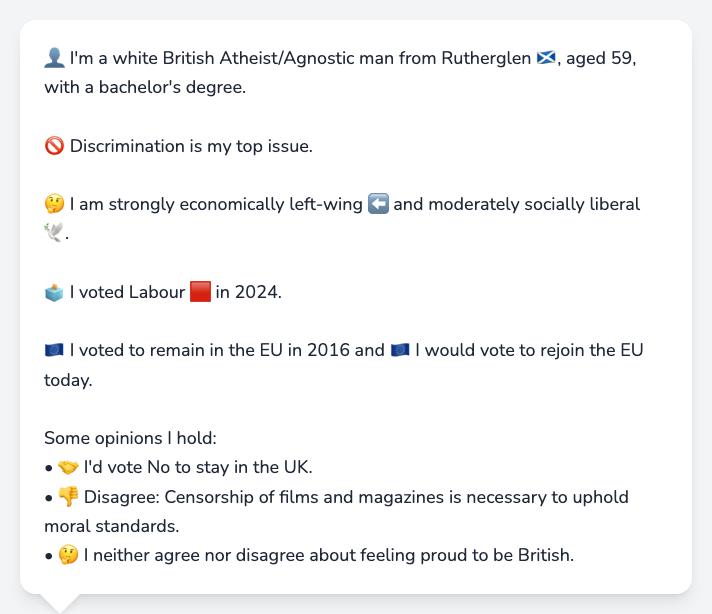 👤 I'm a white British Atheist/Agnostic man from Rutherglen 🏴󠁧󠁢󠁳󠁣󠁴󠁿, aged 59,
with a bachelor's degree.
🚫 Discrimination is my top issue.
🤔 I am strongly economically left-wing ⬅️ and moderately socially liberal
🕊️.
🗳️ I voted Labour 🟥 in 2024.
🇪🇺 I voted to remain in the EU in 2016 and 🇪🇺 I would vote to rejoin the EU
today.
Some opinions I hold:
• 🤝 I'd vote No to stay in the UK.
• 👎 Disagree: Censorship of films and magazines is necessary to uphold
moral standards.
• 🤔 I neither agree nor disagree about feeling proud to be British.